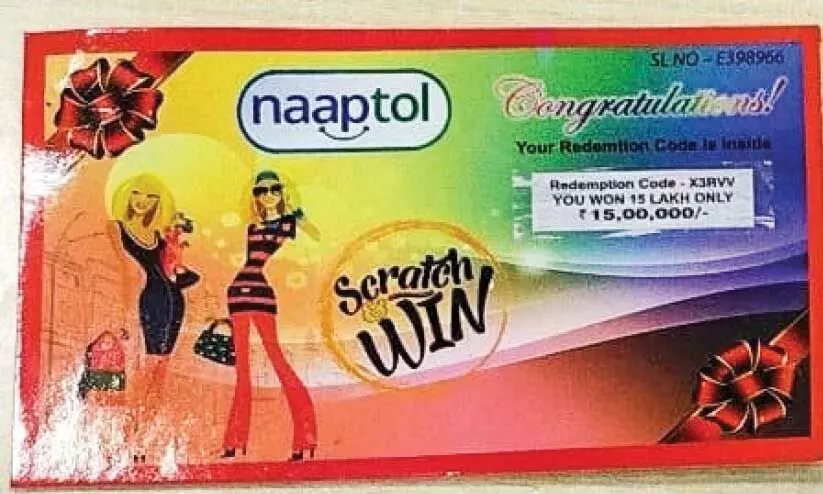 SL NO - E398966
naaptol
Congratulations!
Your Redemtion Code is Inside
Redemption Code - X3RVV
YOU WON 15 LAKH ONLY
₹ 15,00,000/-
Scratch
&
WIN